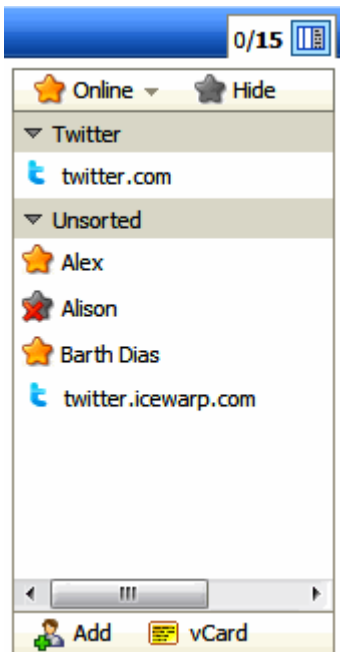 0/15
Online Hide
Twitter
twitter.com
Unsorted
Alex
Alison
Barth Dias
twitter.icewarp.com
Add vCard